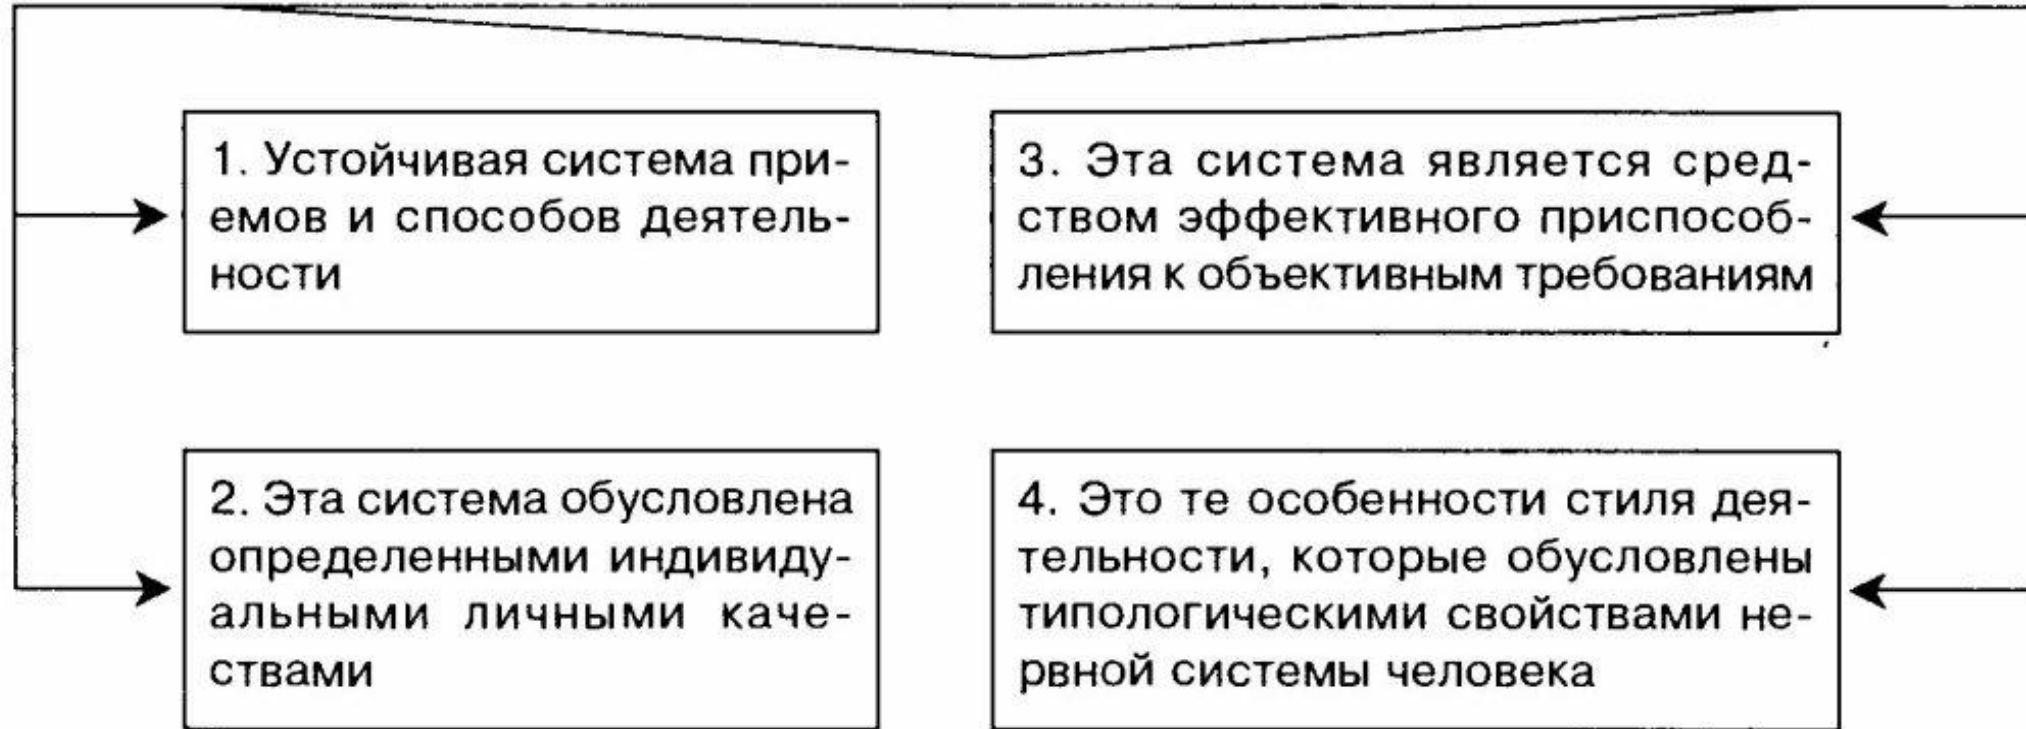 1. Устойчивая система при-
емов и способов деятель-
ности
2. Эта система обусловлена
определенными индивиду-
альными личными каче-
ствами
3. Эта система является сред-
ством эффективного приспособ-
ления к объективным требованиям
4. Это те особенности стиля дея-
тельности, которые обусловлены
типологическими свойствами не-
рвной системы человека